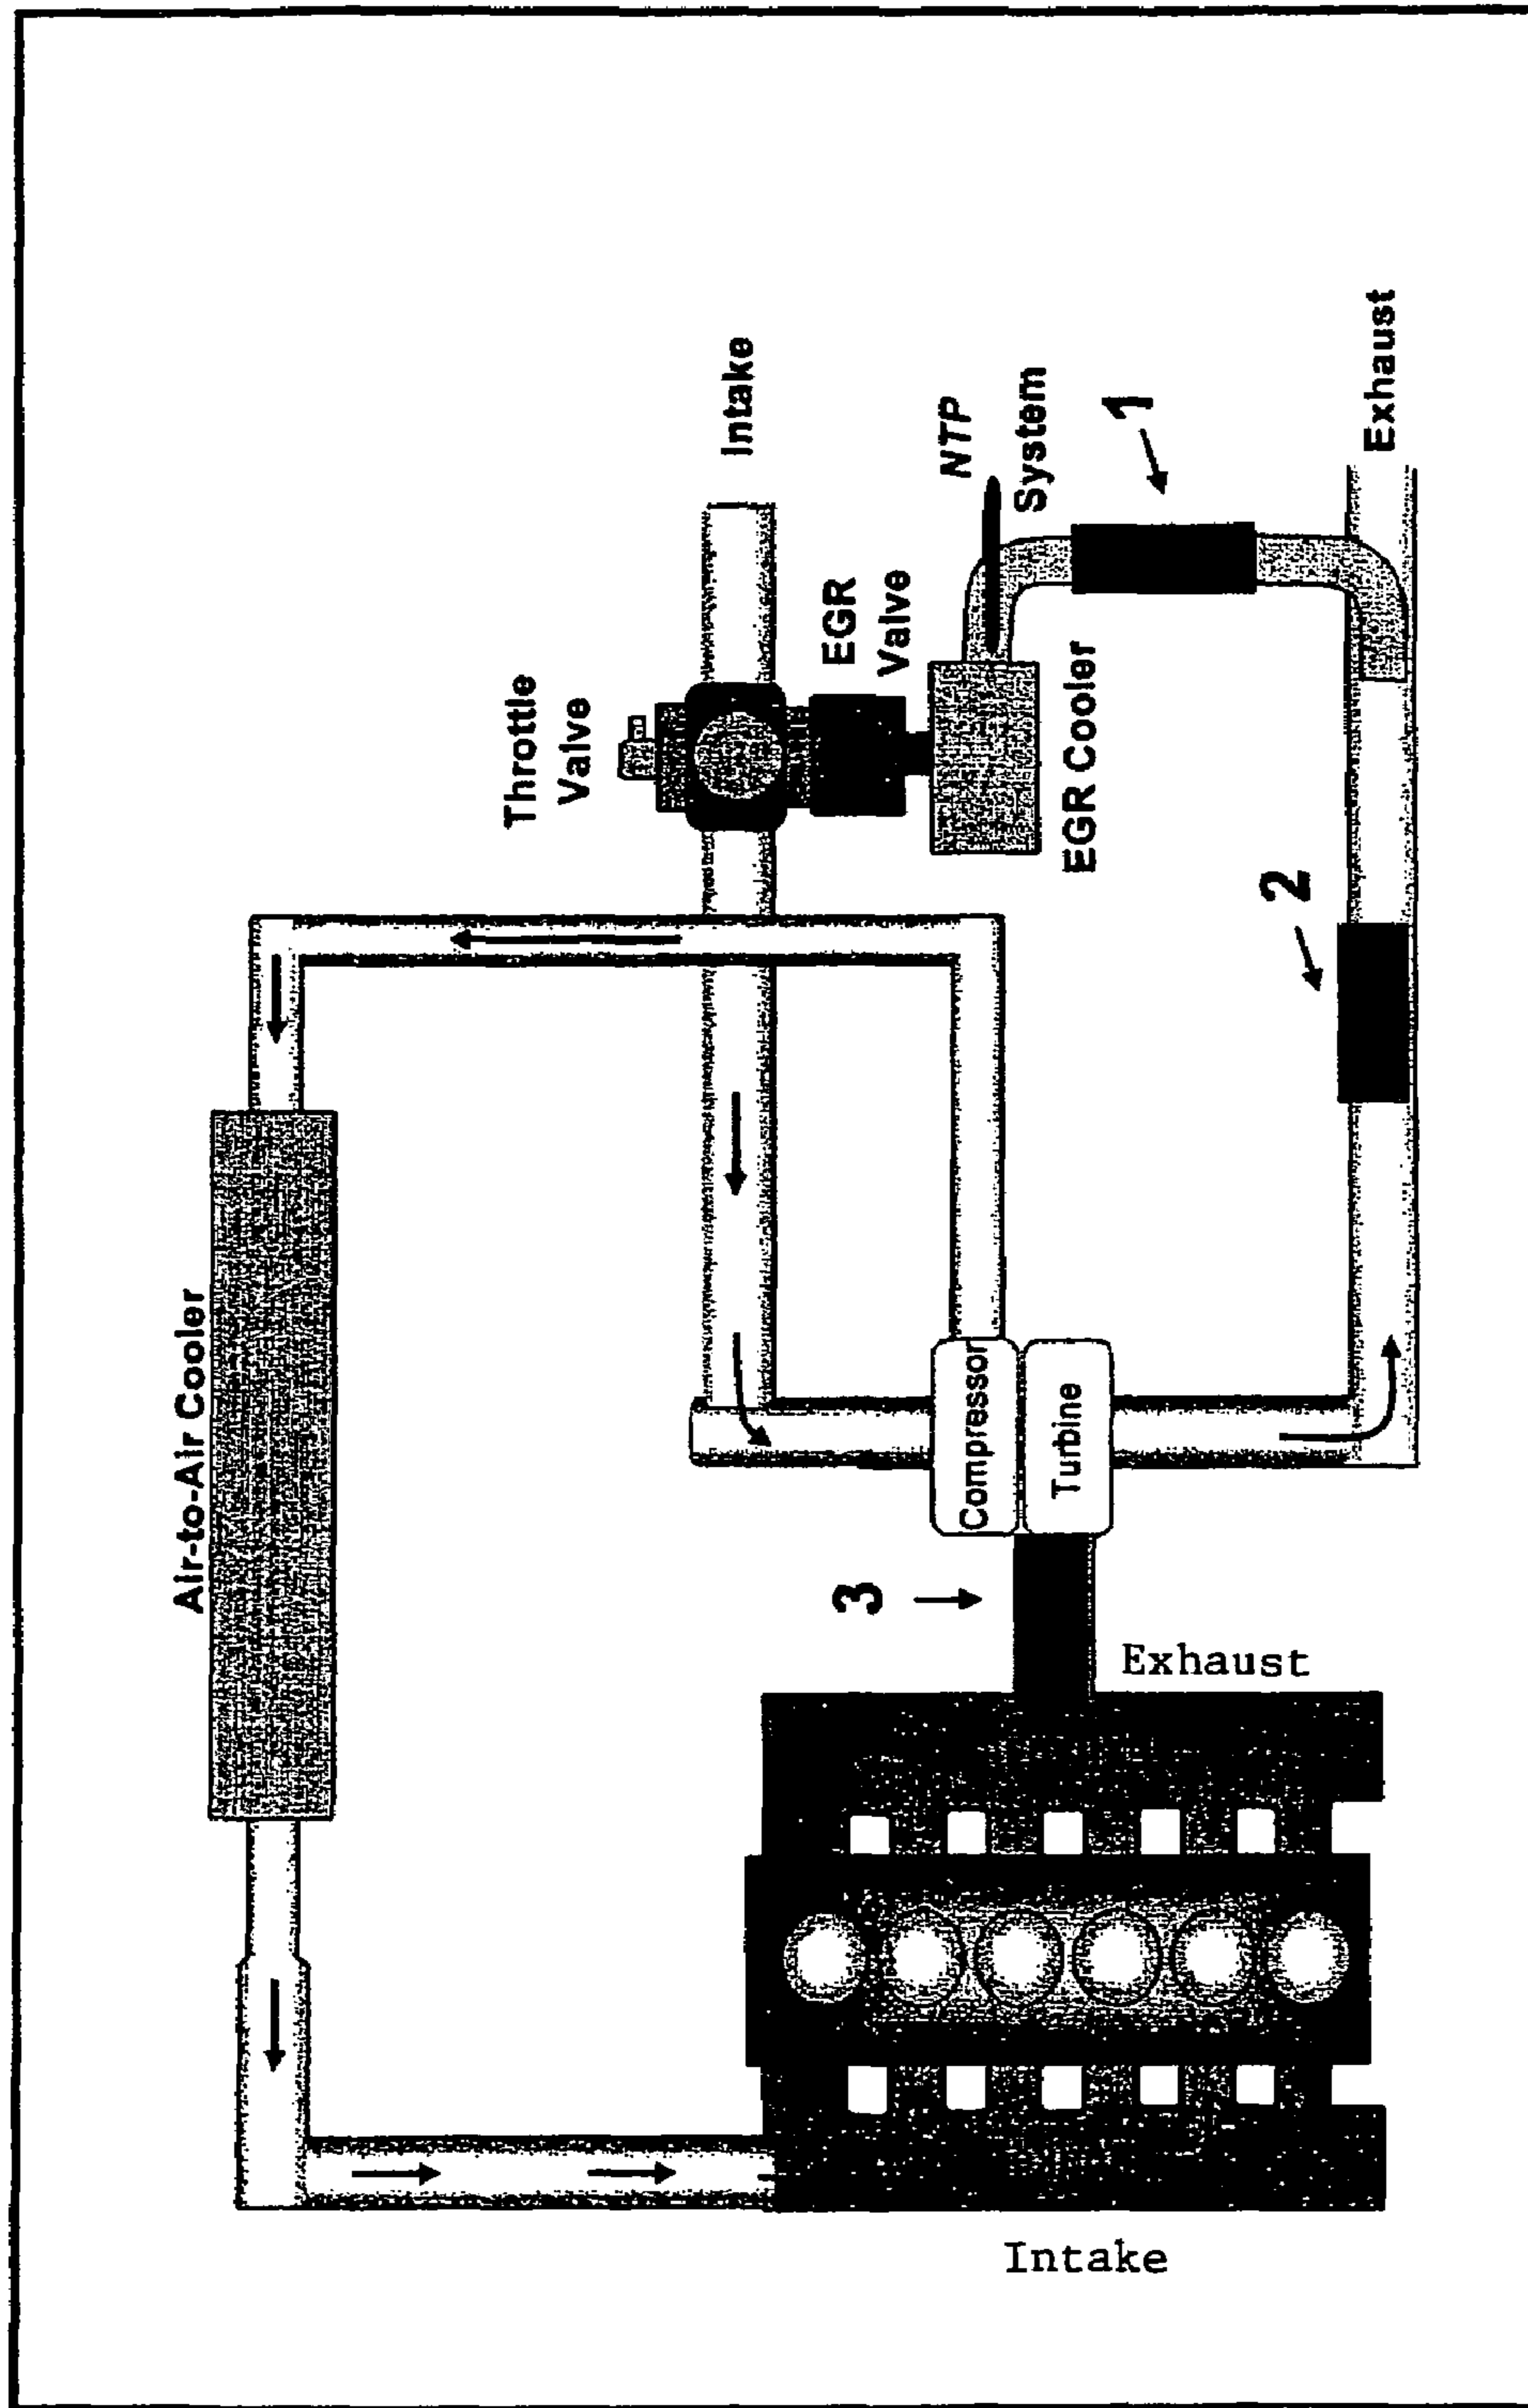 Air-to-Air Cooler
Throttle
Valve
Intake
EGR
Valve
NTP
System
EGR Cooler
1
2
Exhaust
3
Compressor
Turbine
Exhaust
Intake